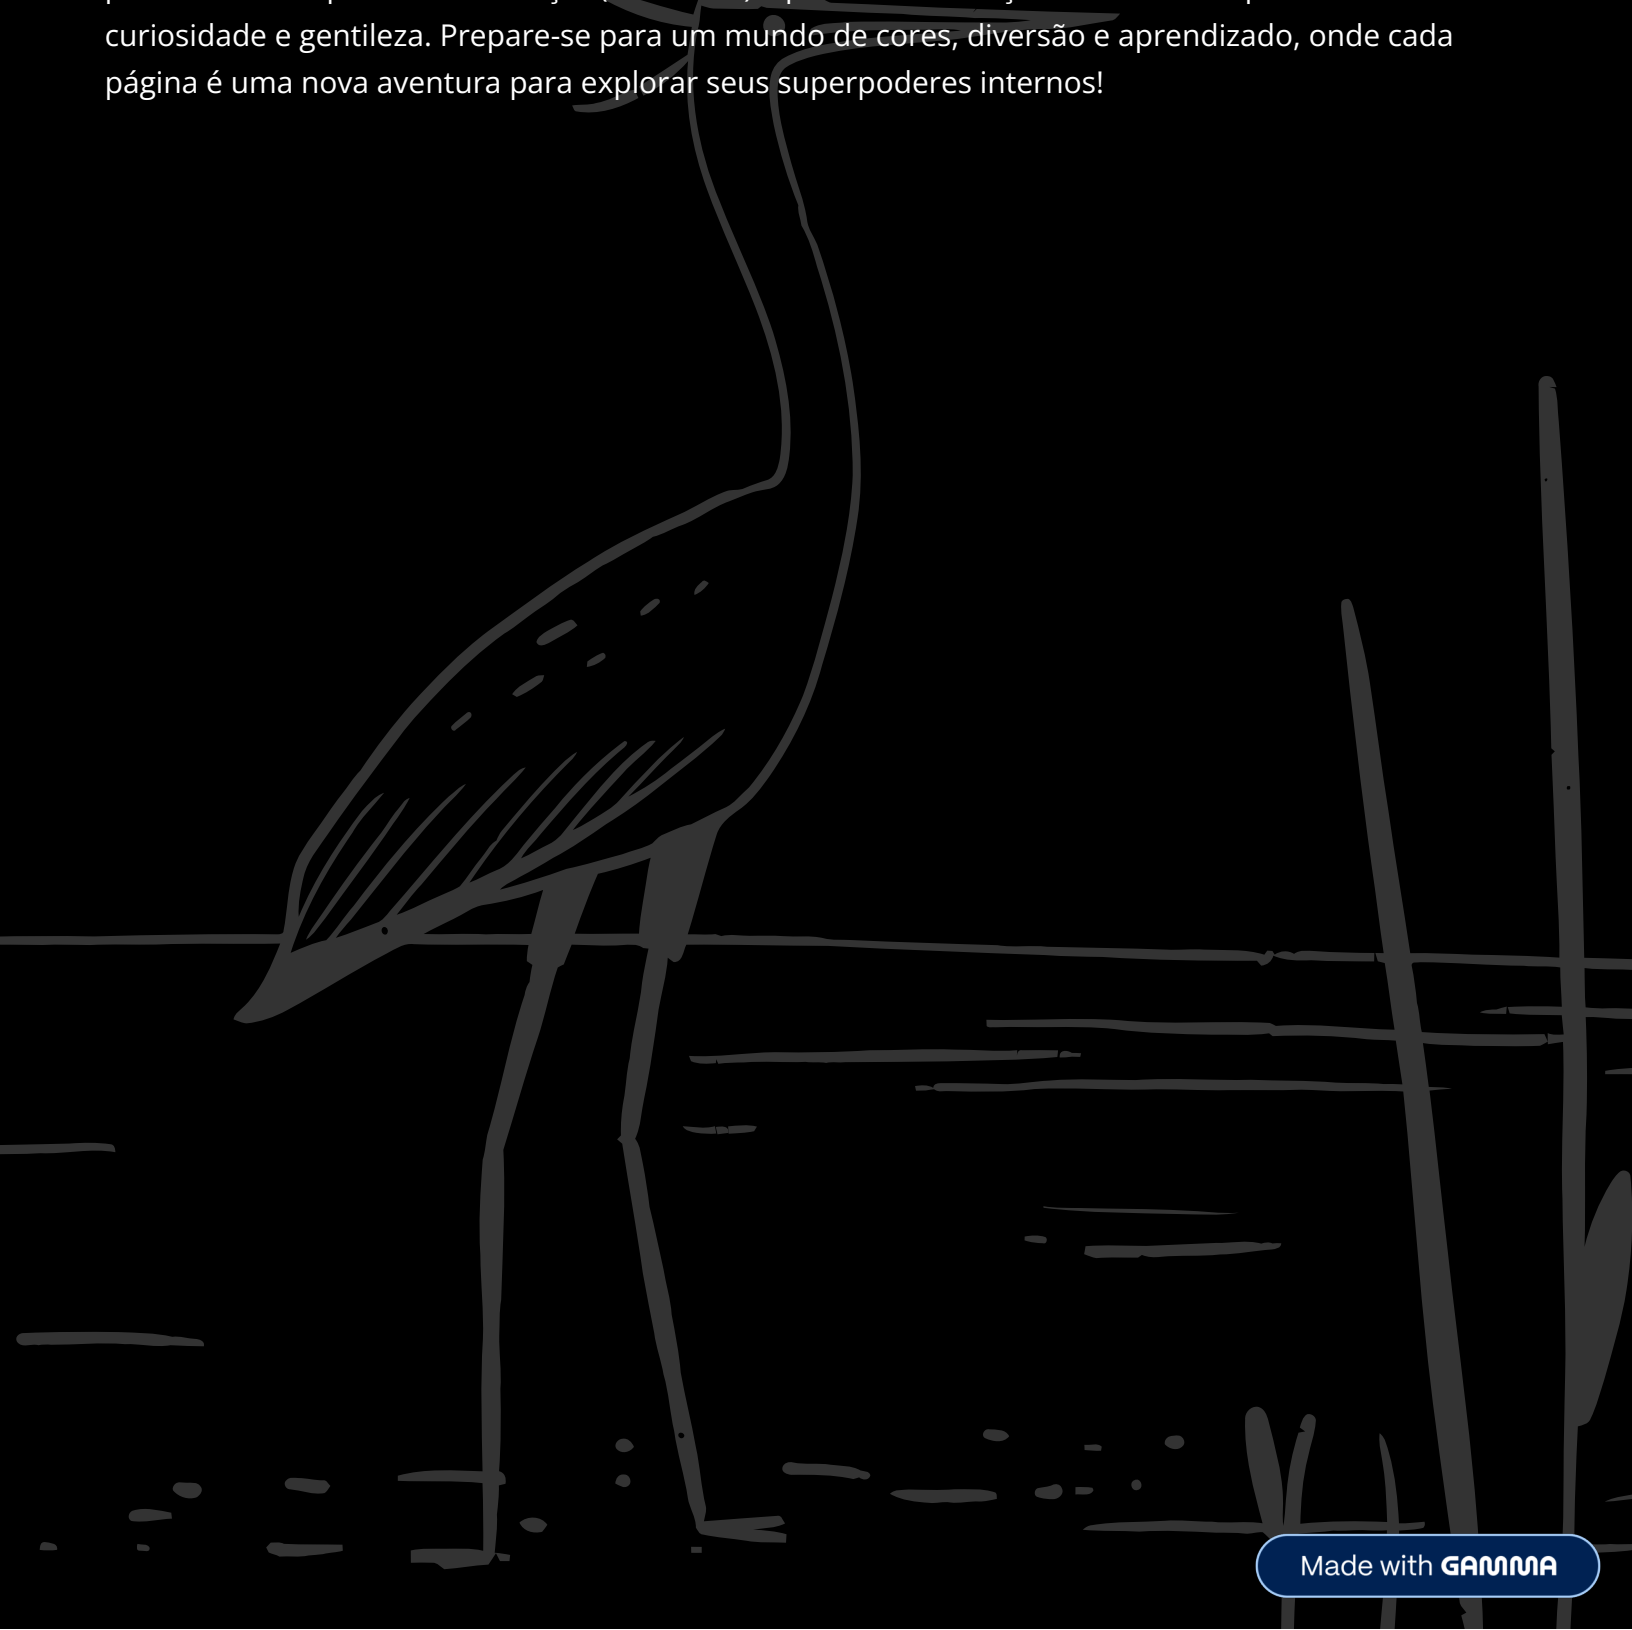 curiosidade e gentileza. Prepare-se para um mundo de cores, diversão e aprendizado, onde cada
página é uma nova aventura para explorar seus superpoderes internos!
Made with GAMMA